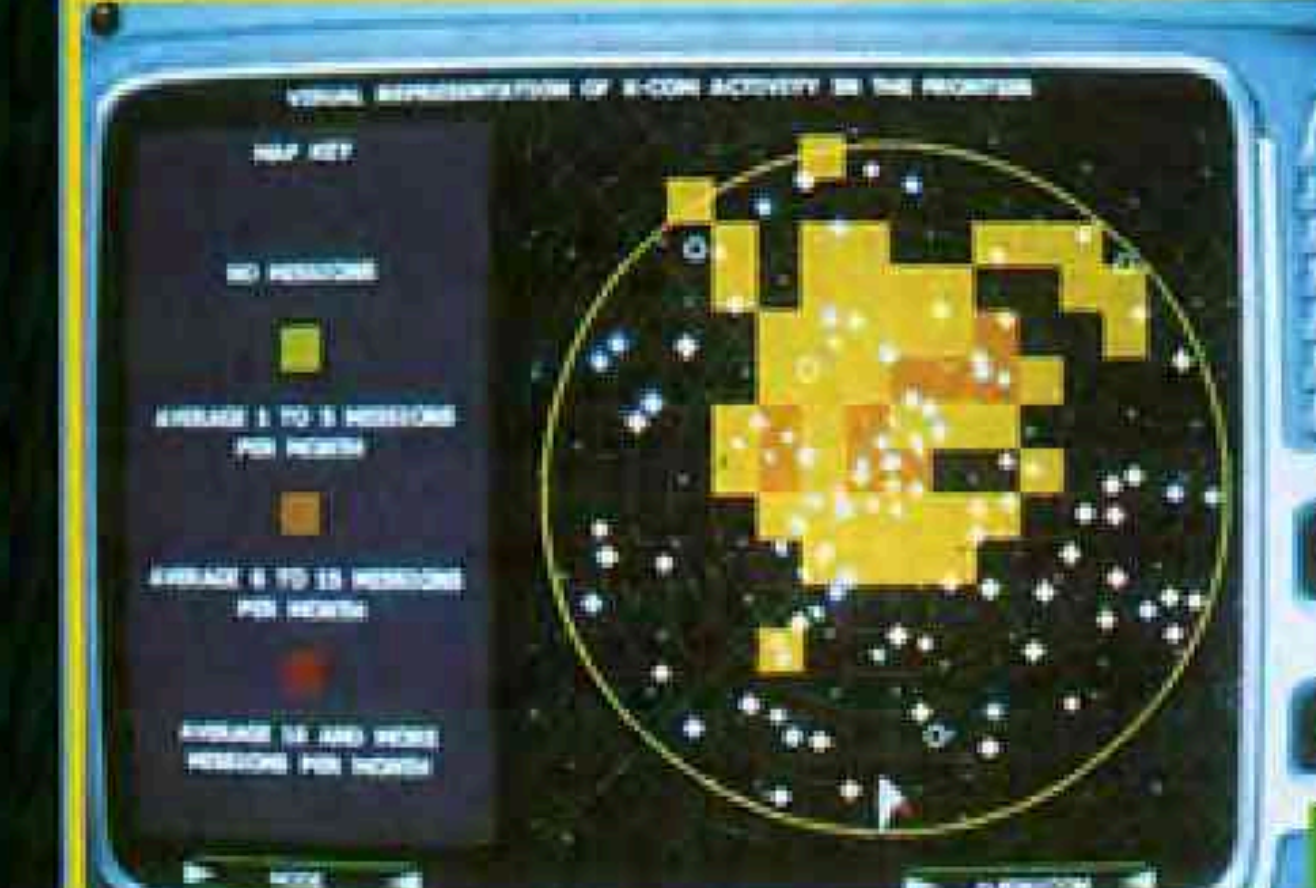 VISUAL REPRESENTATION OF X-COM ACTIVITY IN THE FRONTIER
MAP KEY
NO MISSIONS
AVERAGE 1 TO 5 MISSIONS
PER MONTH
AVERAGE 6 TO 15 MISSIONS
PER MONTH
AVERAGE 16 AND MORE
MISSIONS PER MONTH
MODE